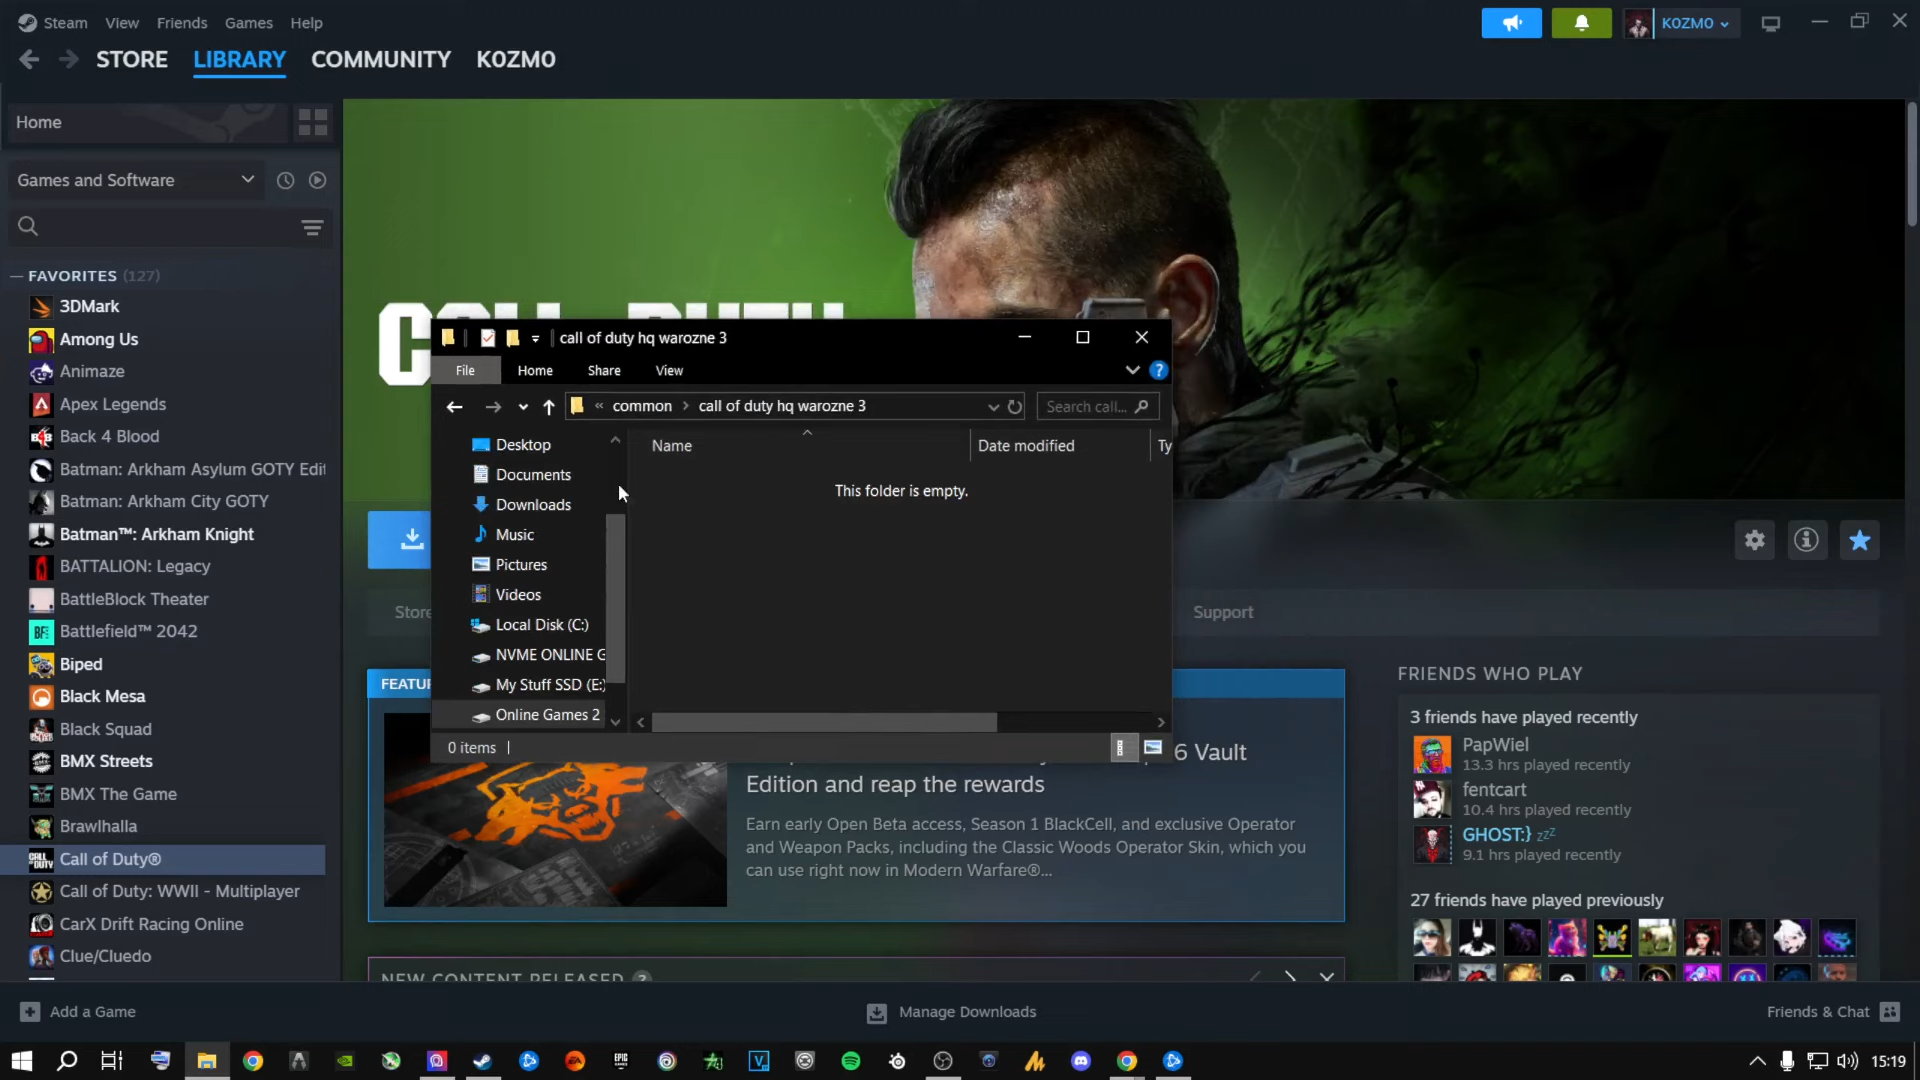 Steam View Friends Games Help
K0ZM0
STORE LIBRARY COMMUNITY K0ZM0
Home
Games and Software
FAVORITES (127)
3DMark
Among Us
Animaze
Apex Legends
Back 4 Blood
Batman: Arkham Asylum GOTY Edit
Batman: Arkham City GOTY
Batman™: Arkham Knight
BATTALION: Legacy
BattleBlock Theater
Battlefield™ 2042
Biped
Black Mesa
Black Squad
BMX Streets
BMX The Game
Brawlhalla
Call of Duty®
Call of Duty: WWII - Multiplayer
CarX Drift Racing Online
Clue/Cluedo
call of duty hq warozne 3
File Home Share View
« common > call of duty hq warozne 3
Search call...
Name Date modified Ty
This folder is empty.
Desktop
Documents
Downloads
Music
Pictures
Videos
Local Disk (C:)
NVME ONLINE G
My Stuff SSD (E:)
Online Games 2
0 items
Store
Support
FEATU
6 Vault
Edition and reap the rewards
Earn early Open Beta access, Season 1 BlackCell, and exclusive Operator
and Weapon Packs, including the Classic Woods Operator Skin, which you
can use right now in Modern Warfare®...
NEW CONTENT RELEASED
FRIENDS WHO PLAY
3 friends have played recently
PapWiel
13.3 hrs played recently
fentcart
10.4 hrs played recently
GHOST:} zzz
9.1 hrs played recently
27 friends have played previously
Add a Game
Manage Downloads
Friends & Chat
15:19